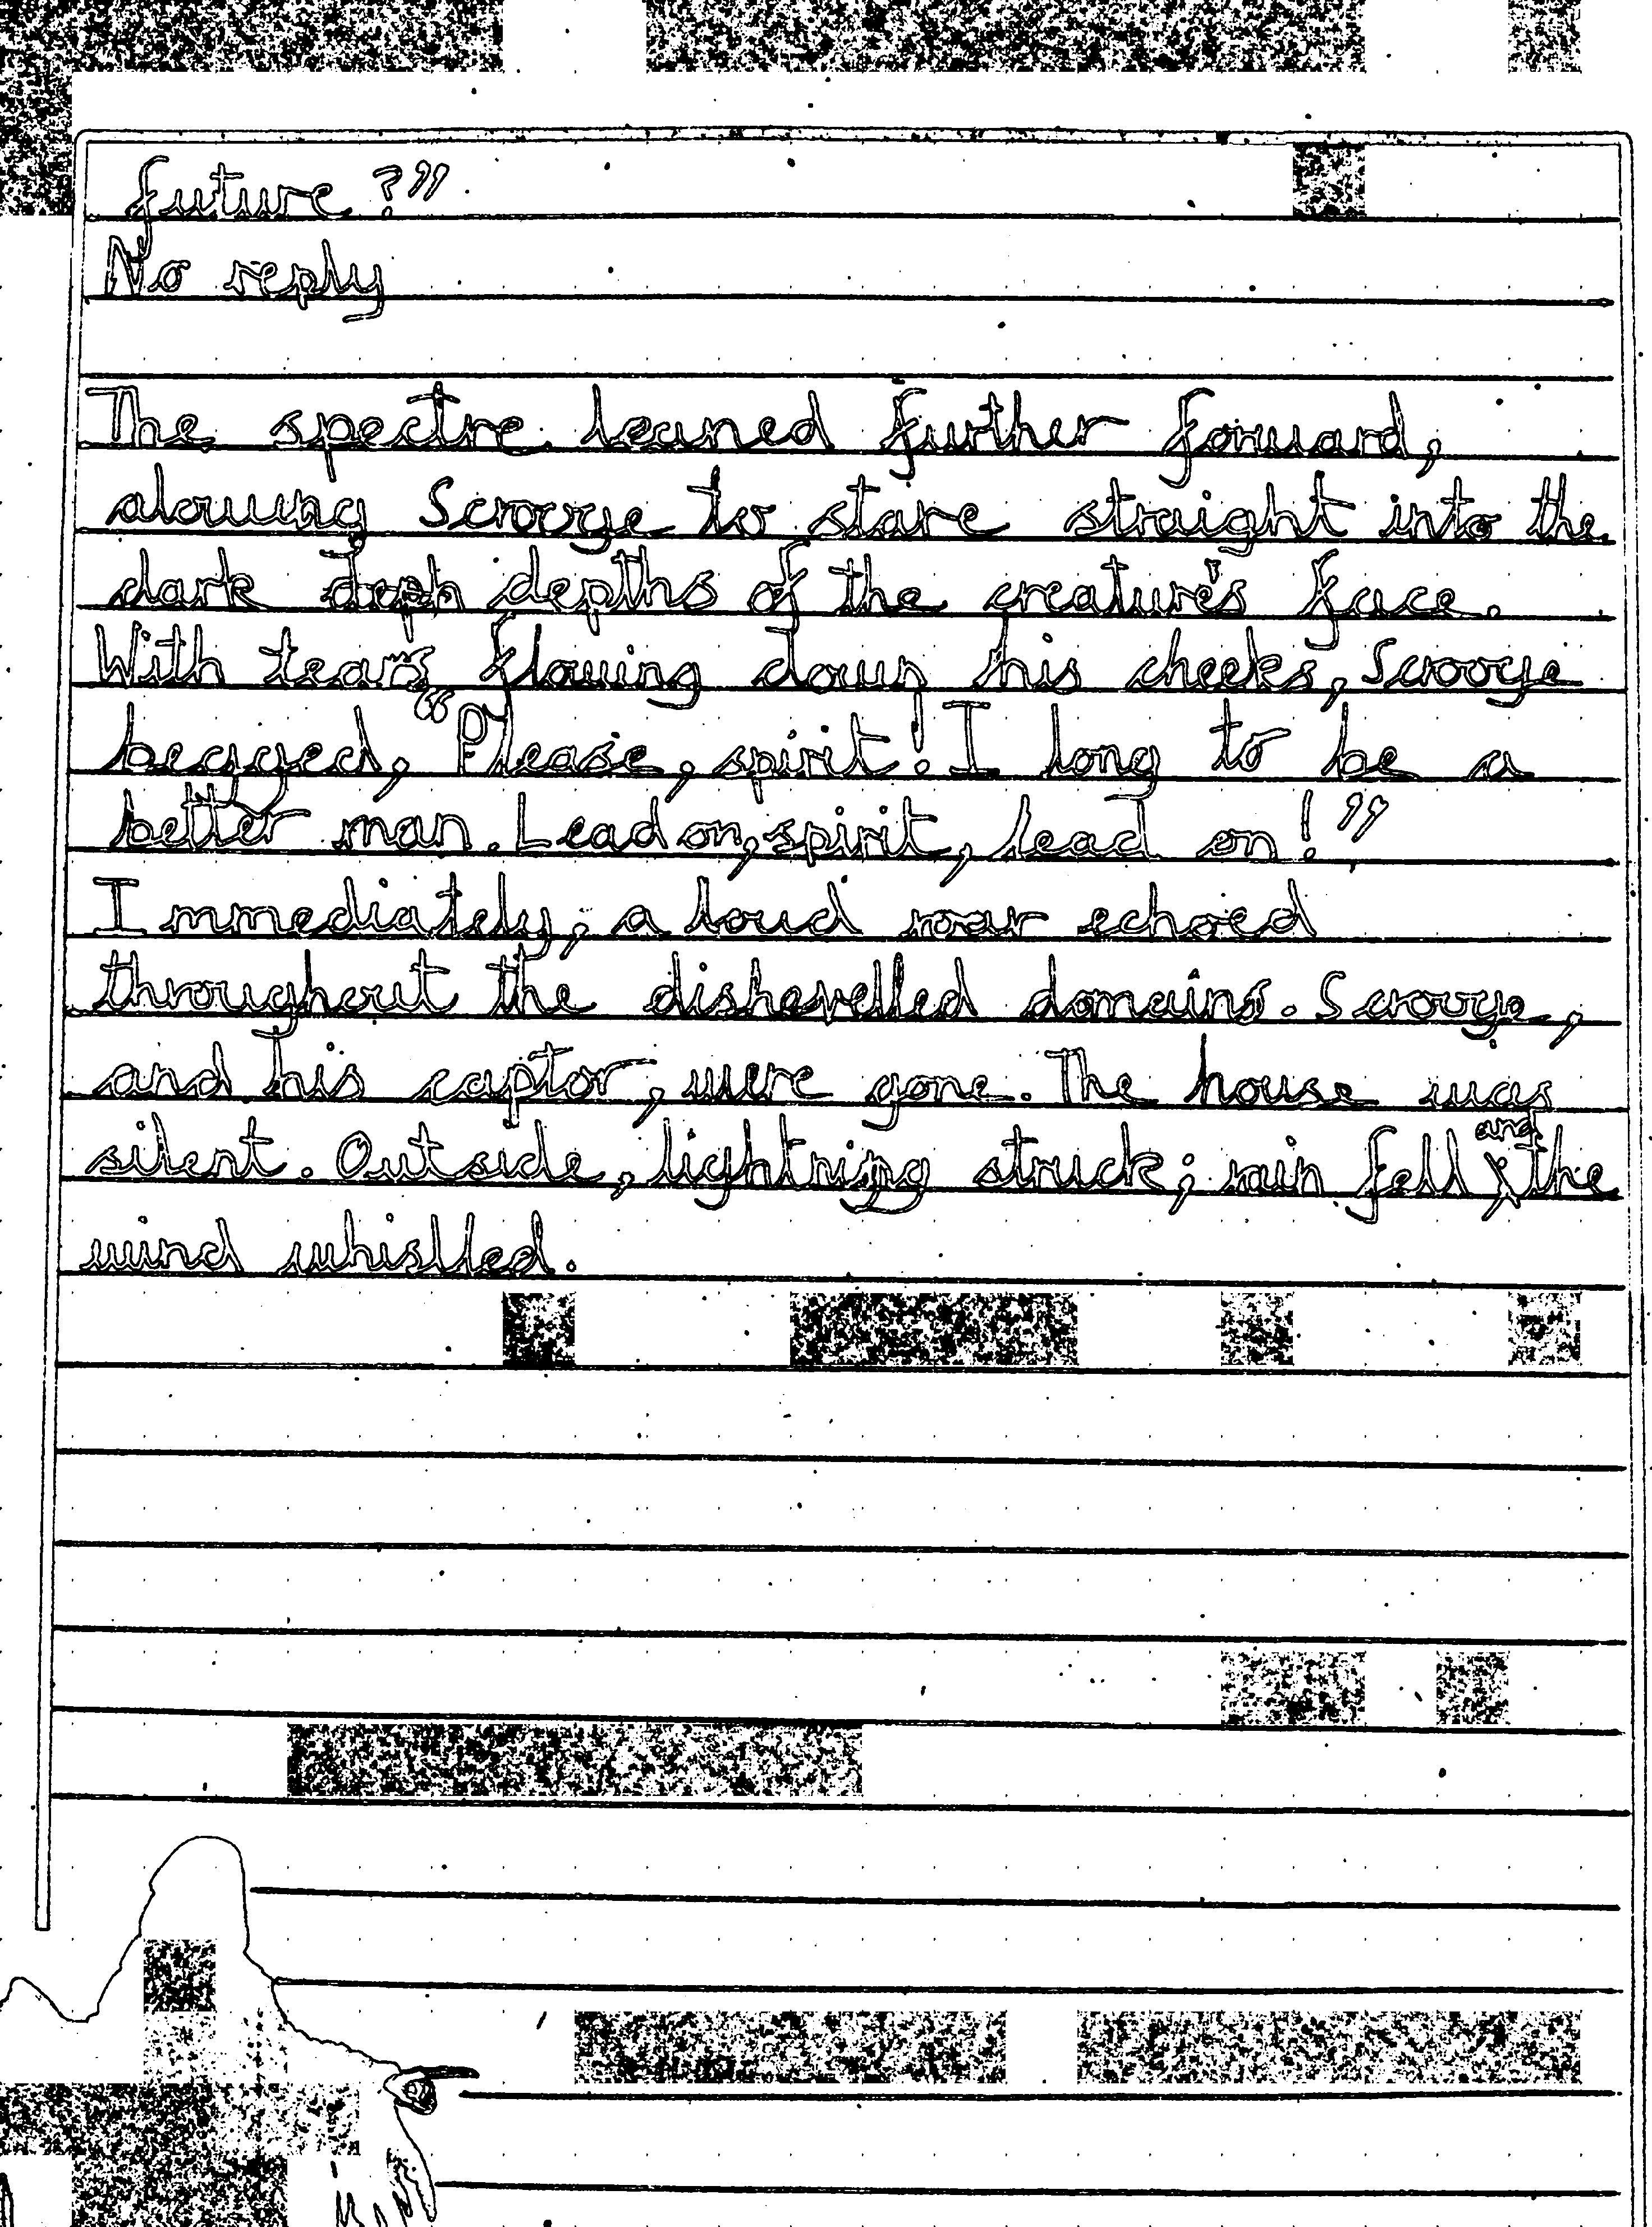 future?”
No reply
The spectre leaned further forward,
alowing Scrooge to stare straight into the
dark depths of the creature's face.
With tears flowing down his cheeks, Scrooge
begged, “Please, spirit! I long to be a
better man. Lead on, spirit, lead on!”
Immediately, a loud roar echoed
throughout the dishevelled domains. Scrooge,
and his captor, were gone. The house was
silent. Outside, lightning struck; rain fell and the
wind whistled.